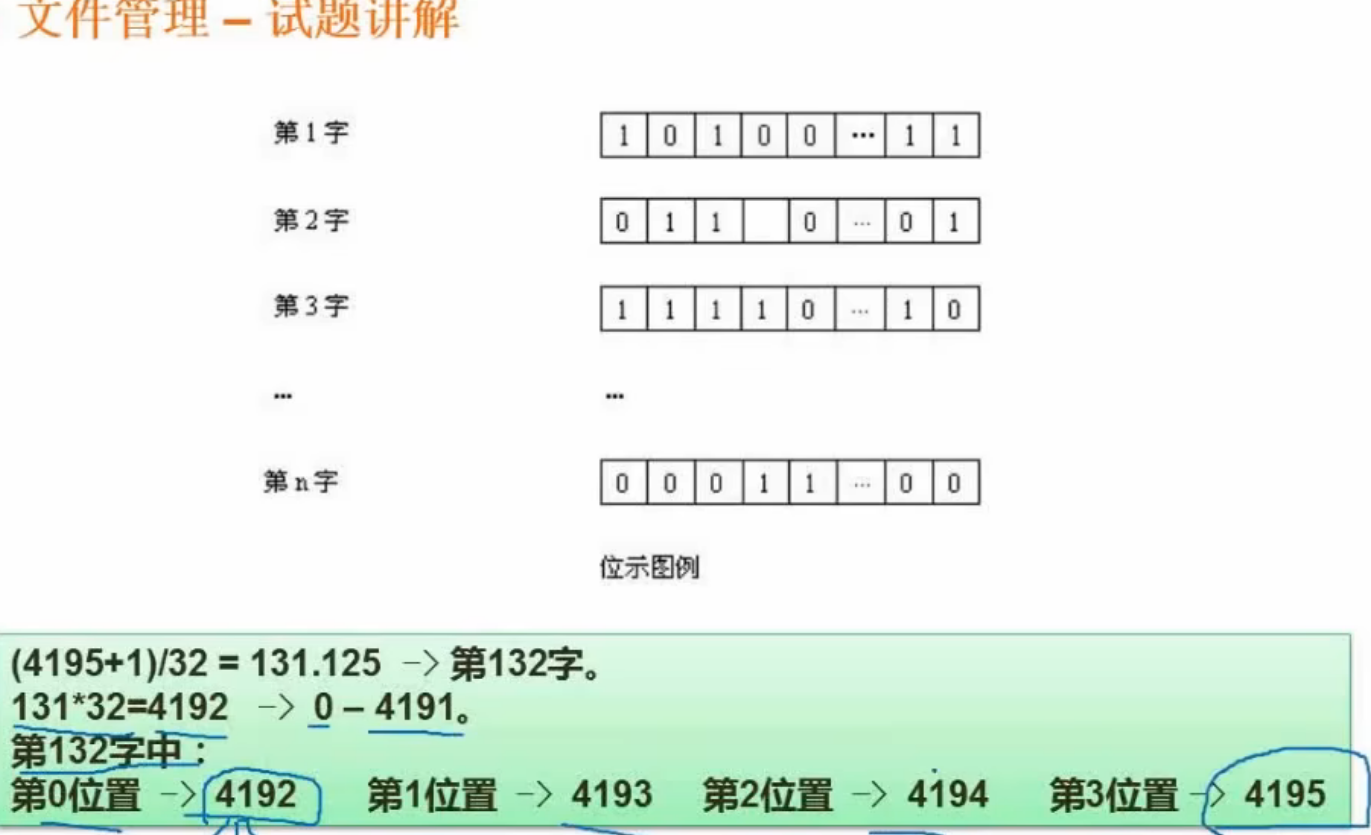 文件管理 – 试题讲解
第1字 1 0 1 0 0 … 1 1
第2字 0 1 1 0 … 0 1
第3字 1 1 1 1 0 … 1 0
… …
第n字 0 0 0 1 1 … 0 0
位示图例
(4195+1)/32 = 131.125 -> 第132字。
131*32=4192 -> 0 – 4191。
第132字中：
第0位置 -> 4192 第1位置 -> 4193 第2位置 -> 4194 第3位置 -> 4195